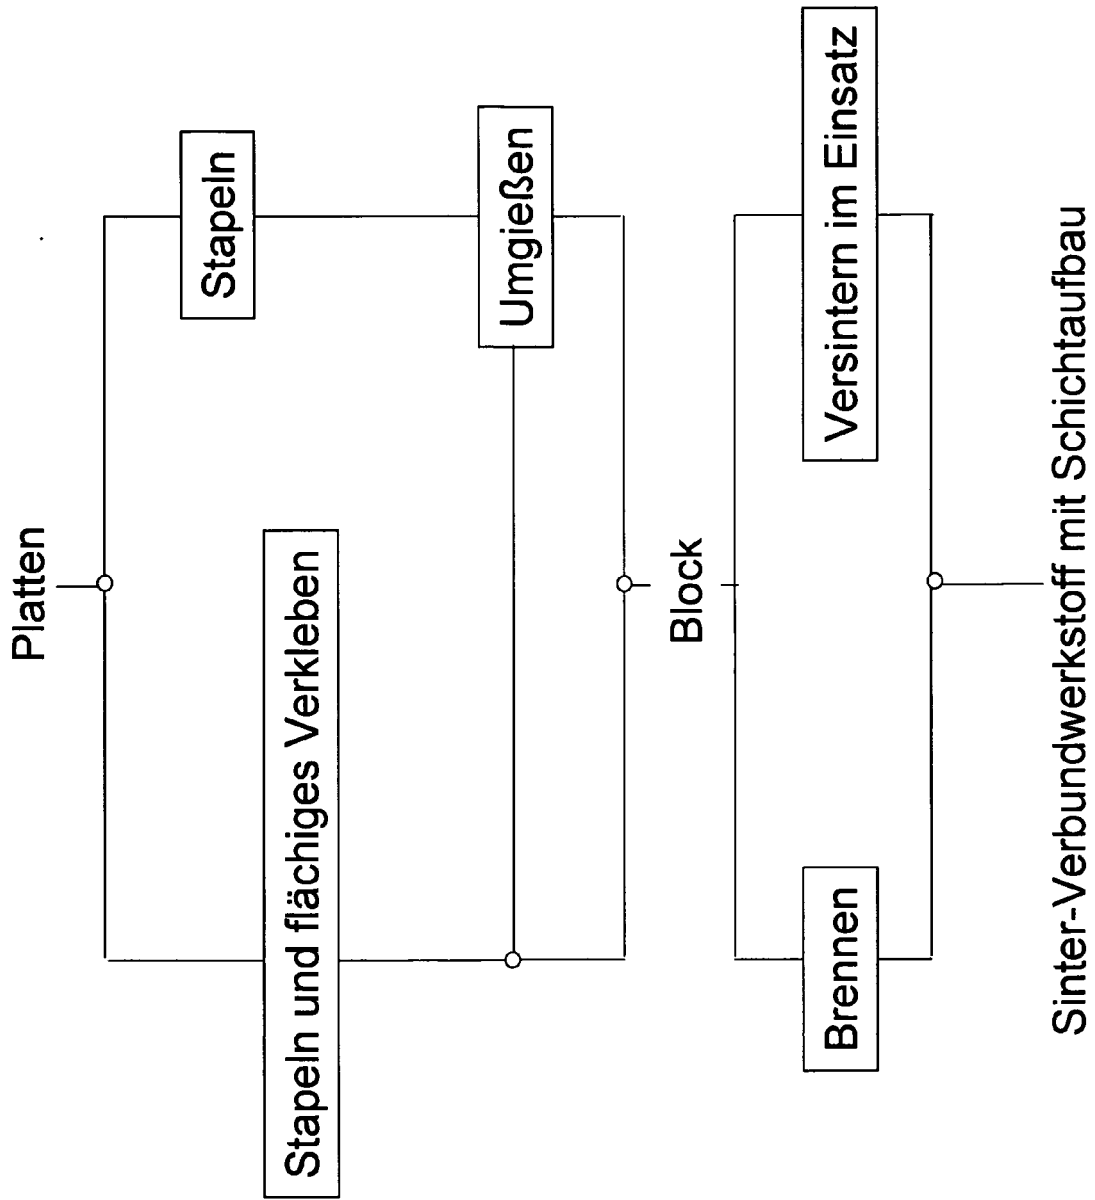 Platten
Stapeln und flächiges Verkleben
Stapeln
Umgießen
Block
Brennen
Versintern im Einsatz
Sinter-Verbundwerkstoff mit Schichtaufbau